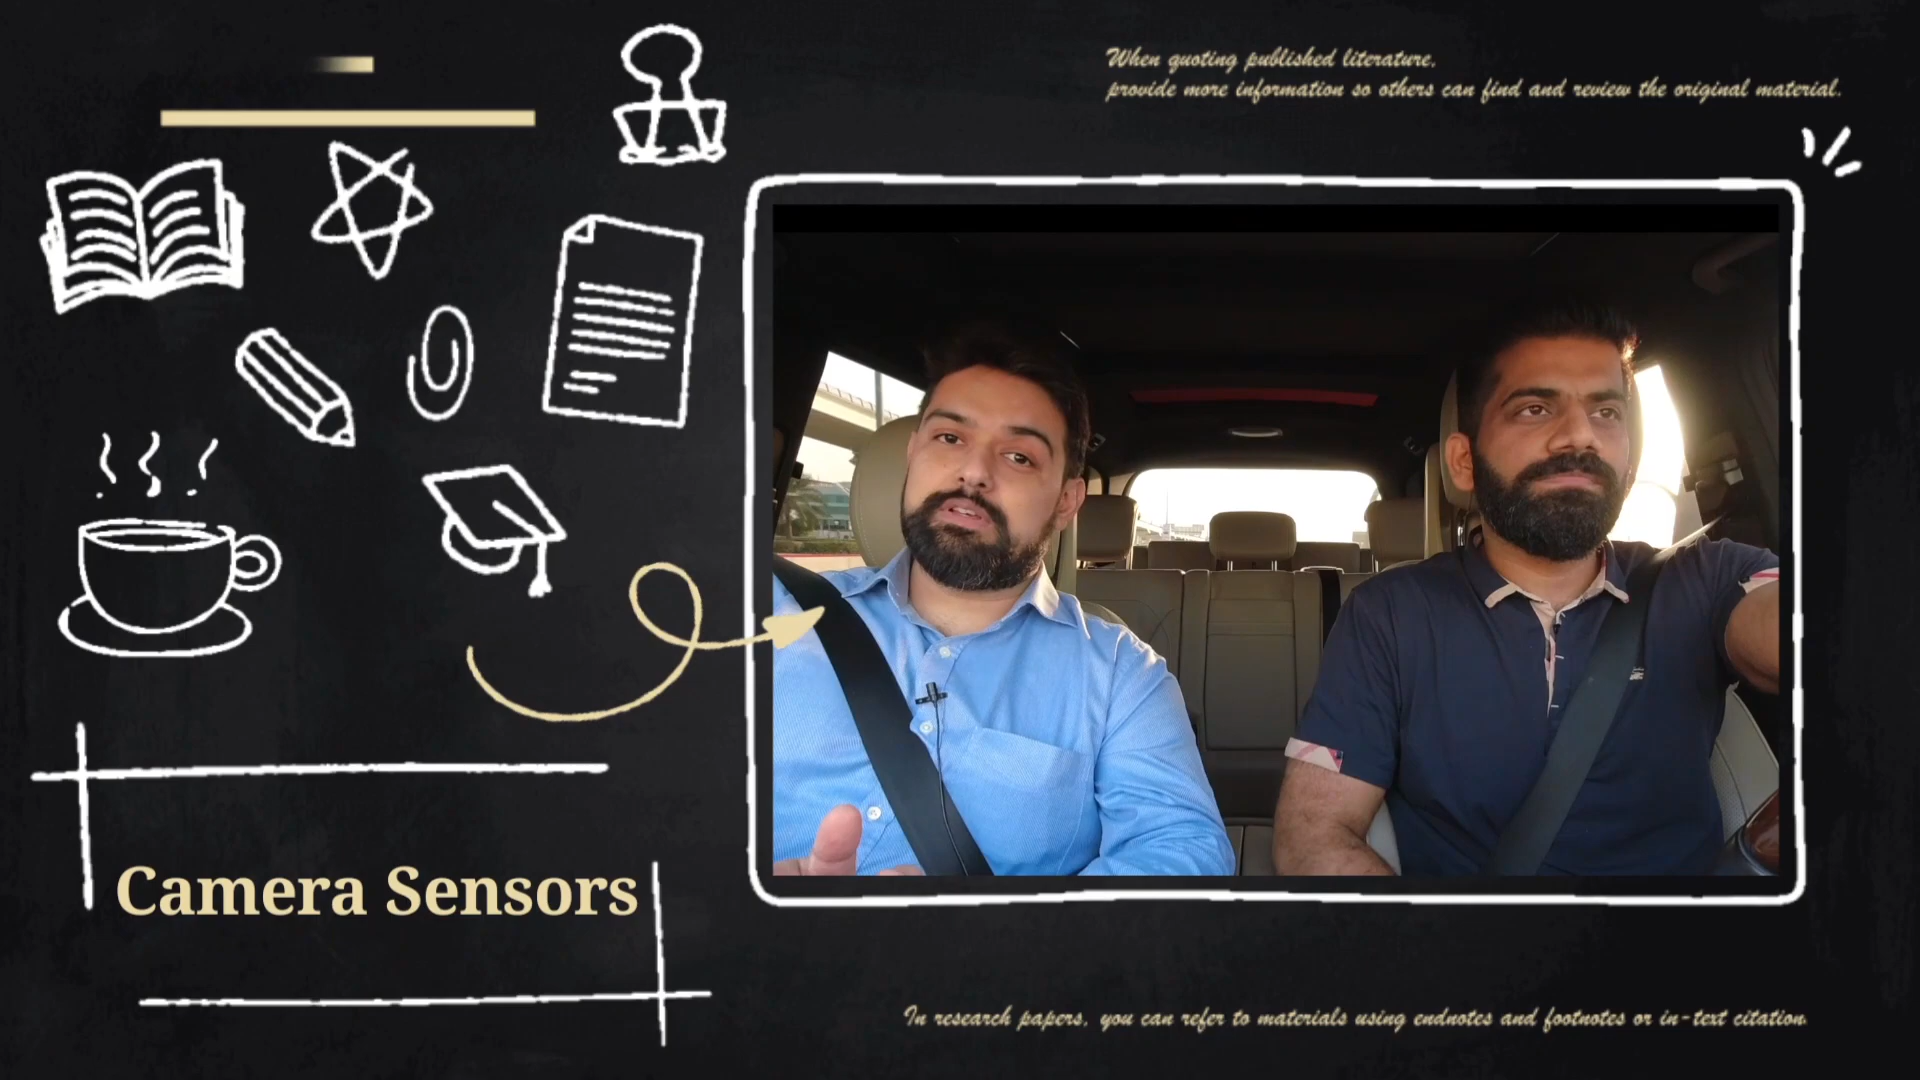 When quoting published literature,
provide more information so others can find and review the original material.
Camera Sensors
In research papers, you can refer to materials using endnotes and footnotes or in-text citation.